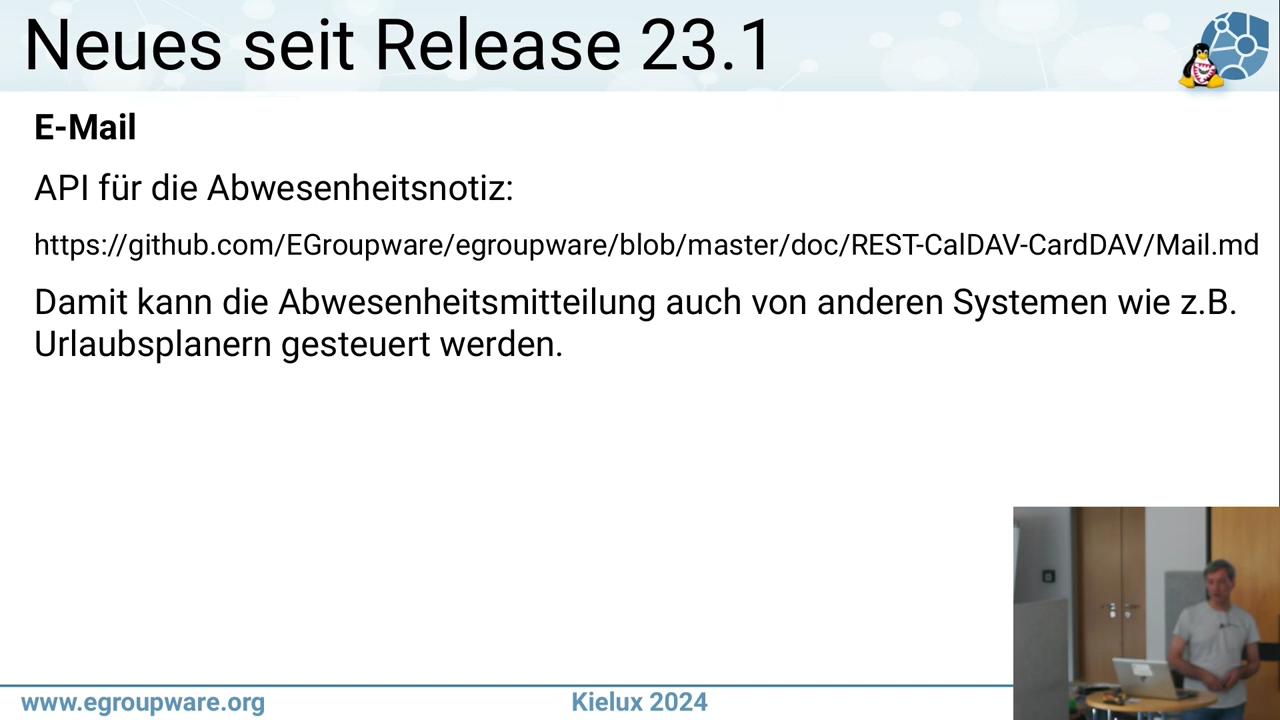 Neues seit Release 23.1
E-Mail
API für die Abwesenheitsnotiz:
https://github.com/EGroupware/egroupware/blob/master/doc/REST-CalDAV-CardDAV/Mail.md
Damit kann die Abwesenheitsmitteilung auch von anderen Systemen wie z.B.
Urlaubsplanern gesteuert werden.
www.egroupware.org
Kielux 2024